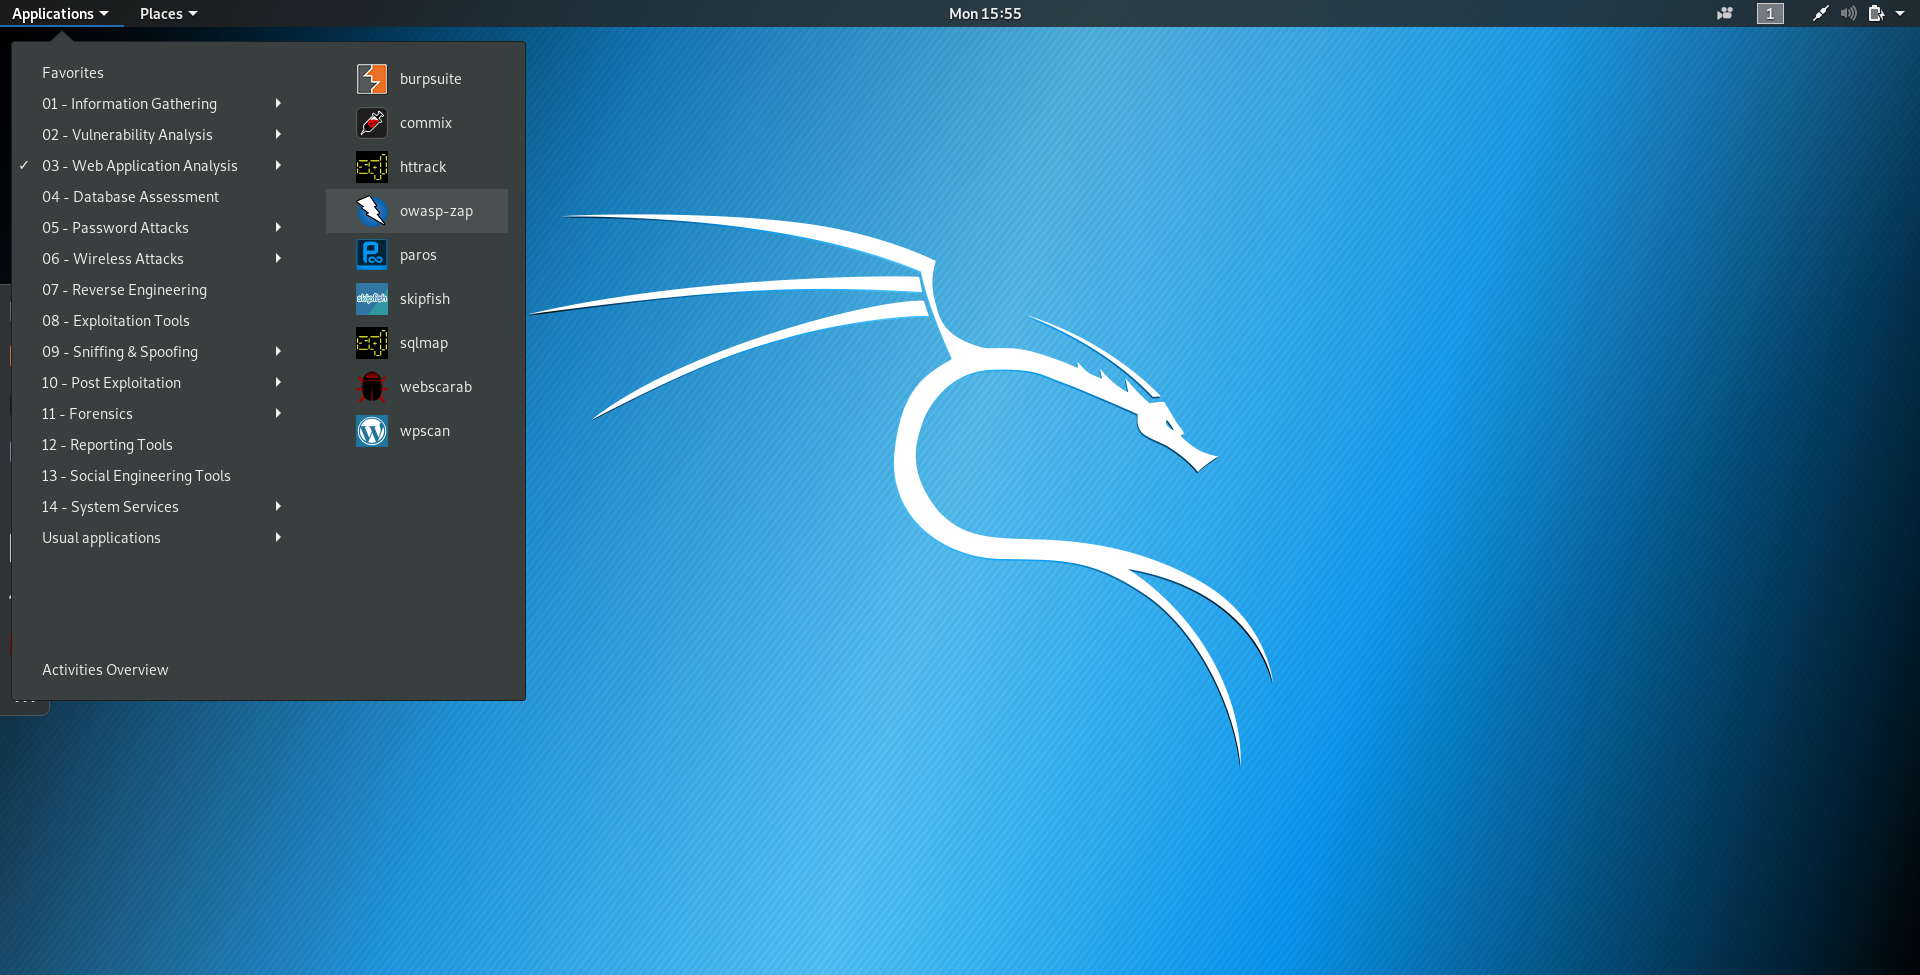 Applications Places Mon 15:55 1
Favorites
01 - Information Gathering
02 - Vulnerability Analysis
✓ 03 - Web Application Analysis
04 - Database Assessment
05 - Password Attacks
06 - Wireless Attacks
07 - Reverse Engineering
08 - Exploitation Tools
09 - Sniffing & Spoofing
10 - Post Exploitation
11 - Forensics
12 - Reporting Tools
13 - Social Engineering Tools
14 - System Services
Usual applications
Activities Overview
burpsuite
commix
httrack
owasp-zap
paros
skipfish
skipfish
sqlmap
webscarab
wpscan